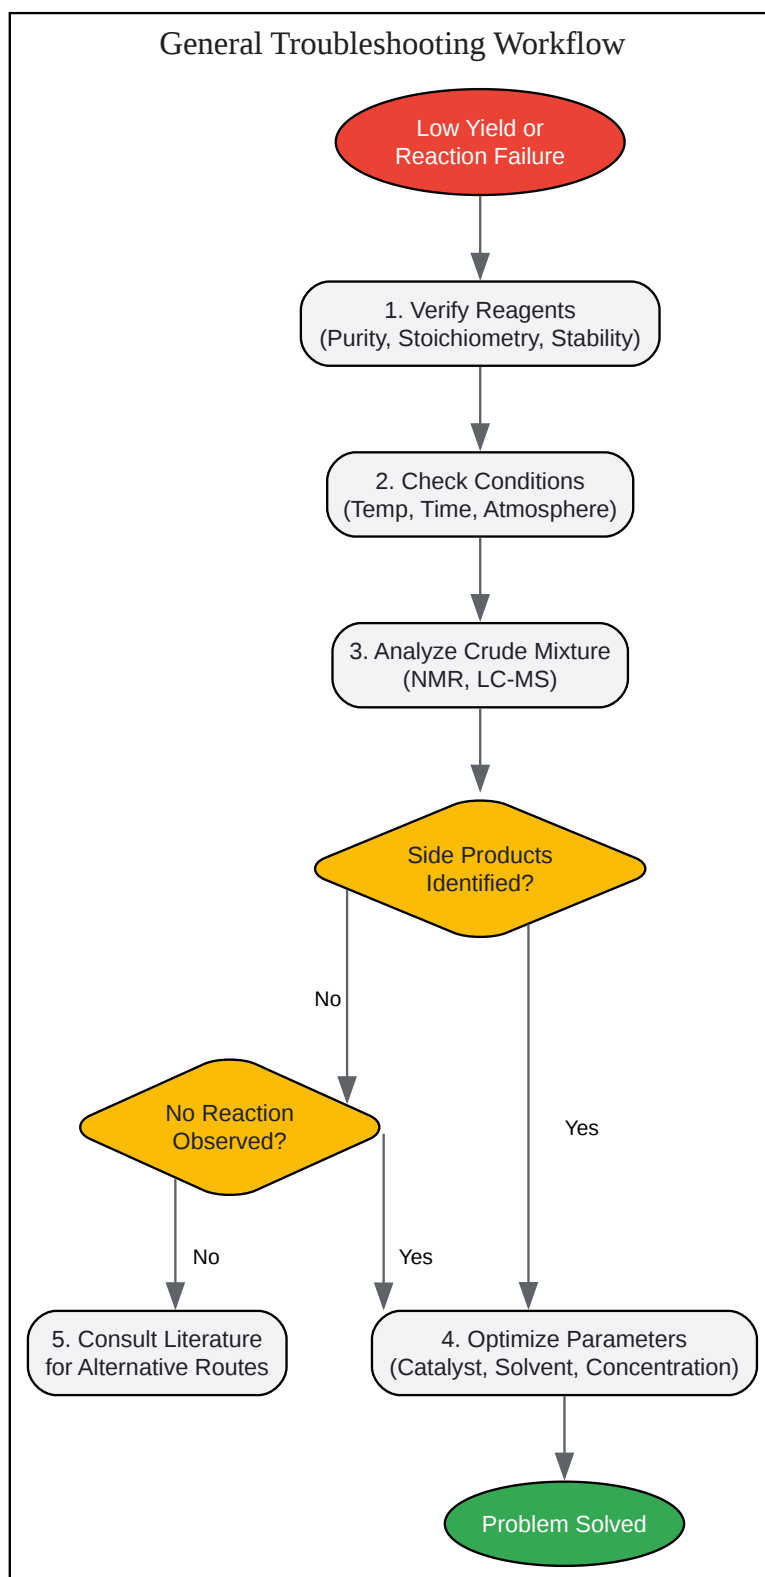 General Troubleshooting Workflow
Low Yield or
Reaction Failure
1. Verify Reagents
(Purity, Stoichiometry, Stability)
2. Check Conditions
(Temp, Time, Atmosphere)
3. Analyze Crude Mixture
(NMR, LC-MS)
Side Products
Identified?
No
No Reaction
Observed?
Yes
No
Yes
5. Consult Literature
for Alternative Routes
4. Optimize Parameters
(Catalyst, Solvent, Concentration)
Problem Solved